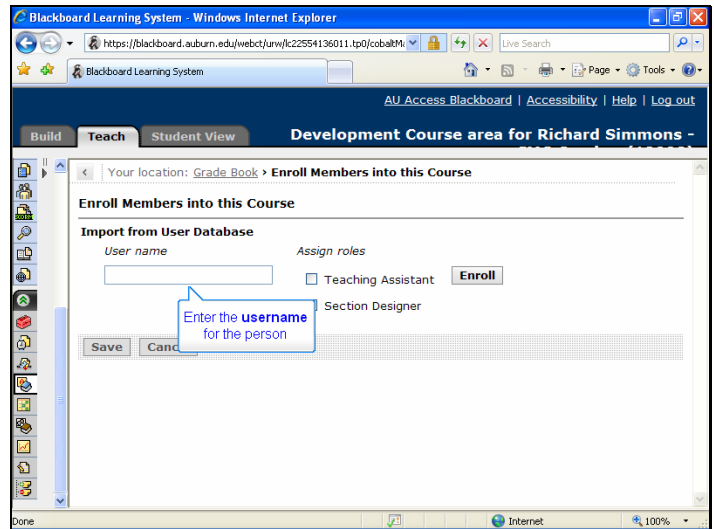 Blackboard Learning System - Windows Internet Explorer
https://blackboard.auburn.edu/webct/urw/lc22554136011.tp0/cobaltMa
Live Search
Blackboard Learning System
Page
Tools
AU Access Blackboard | Accessibility | Help | Log out
Build
Teach
Student View
Development Course area for Richard Simmons -
Your location: Grade Book › Enroll Members into this Course
Enroll Members into this Course
Import from User Database
User name
Assign roles
Teaching Assistant
Enroll
Section Designer
Enter the username
for the person
Save
Canc
Done
Internet
100%